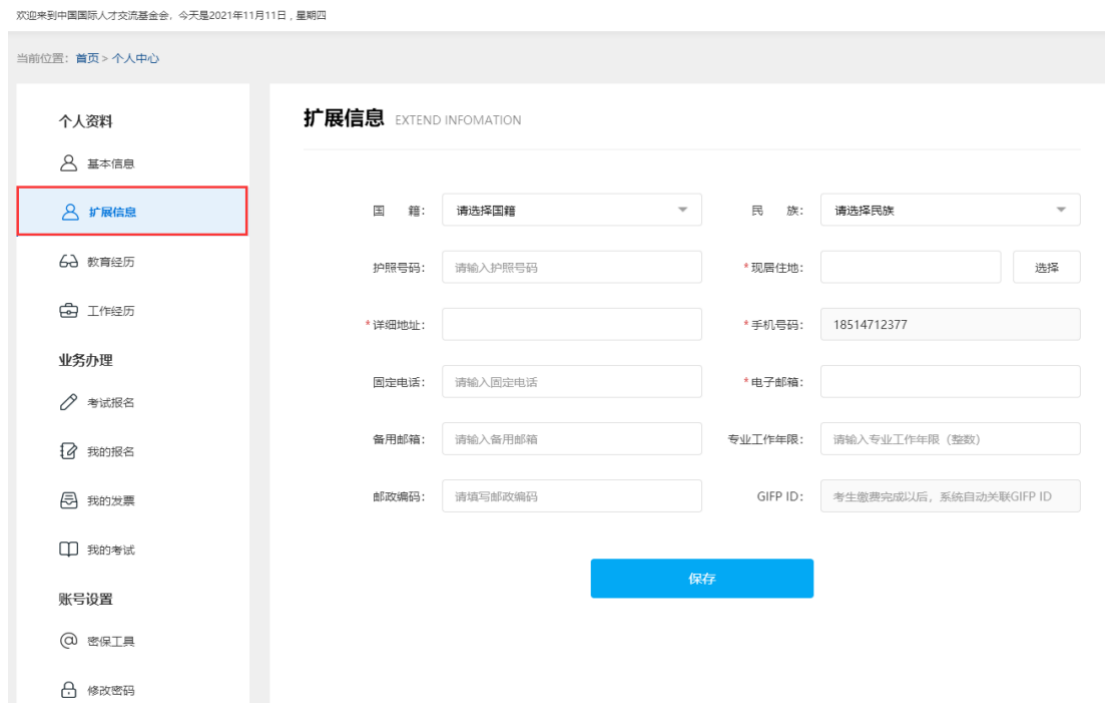 欢迎来到中国国际人才交流基金会, 今天是2021年11月11日，星期四
当前位置: 首页 > 个人中心
个人资料
基本信息
扩展信息
教育经历
工作经历
业务办理
考试报名
我的报名
我的发票
我的考试
账号设置
密保工具
修改密码
扩展信息 EXTEND INFOMATION
国 籍: 请选择国籍 民 族: 请选择民族
护照号码: 请输入护照号码 *现居住地: 选择
*详细地址: *手机号码: 18514712377
固定电话: 请输入固定电话 *电子邮箱:
备用邮箱: 请输入备用邮箱 专业工作年限: 请输入专业工作年限（整数）
邮政编码: 请填写邮政编码 GIFP ID: 考生缴费完成以后，系统自动关联GIFP ID
保存